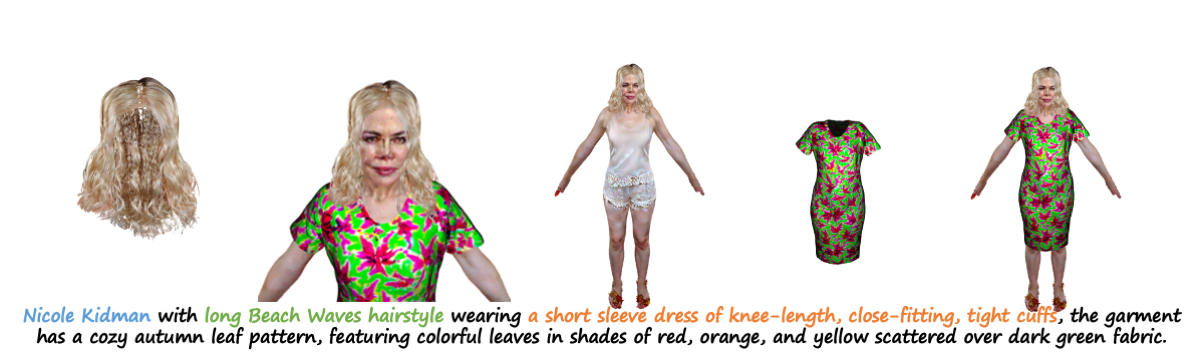 Nicole Kidman with long Beach Waves hairstyle wearing a short sleeve dress of knee-length, close-fitting, tight cuffs, the garment
has a cozy autumn leaf pattern, featuring colorful leaves in shades of red, orange, and yellow scattered over dark green fabric.